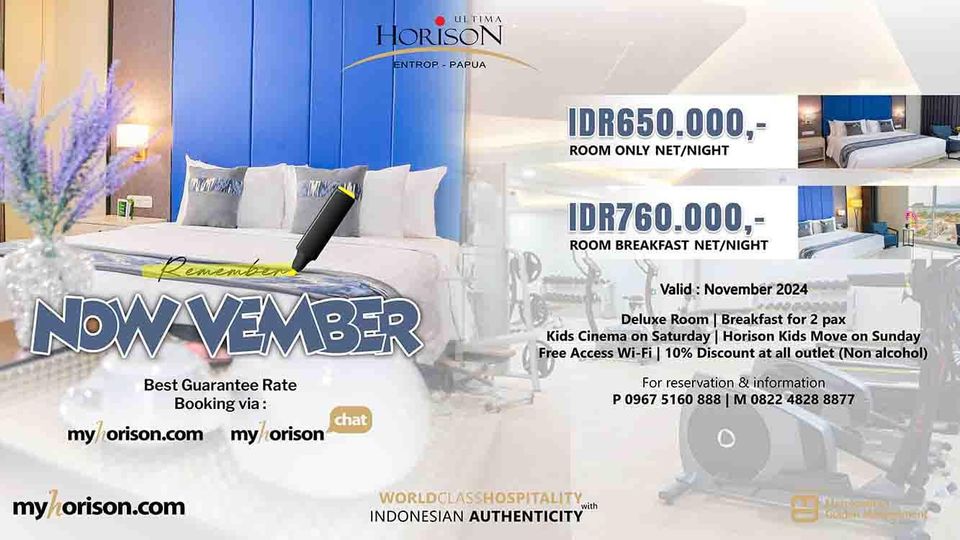 ULTIMA
HORISON
ENTROP - PAPUA
IDR650.000,-
ROOM ONLY NET/NIGHT
IDR760.000,-
ROOM BREAKFAST NET/NIGHT
Remember
NOW VEMBER
Valid : November 2024
Deluxe Room | Breakfast for 2 pax
Kids Cinema on Saturday | Horison Kids Move on Sunday
Free Access Wi-Fi | 10% Discount at all outlet (Non alcohol)
Best Guarantee Rate
Booking via :
myhorison.com myhorison chat
For reservation & information
P 0967 5160 888 | M 0822 4828 8877
myhorison.com
WORLDCLASSHOSPITALITY with
INDONESIAN AUTHENTICITY